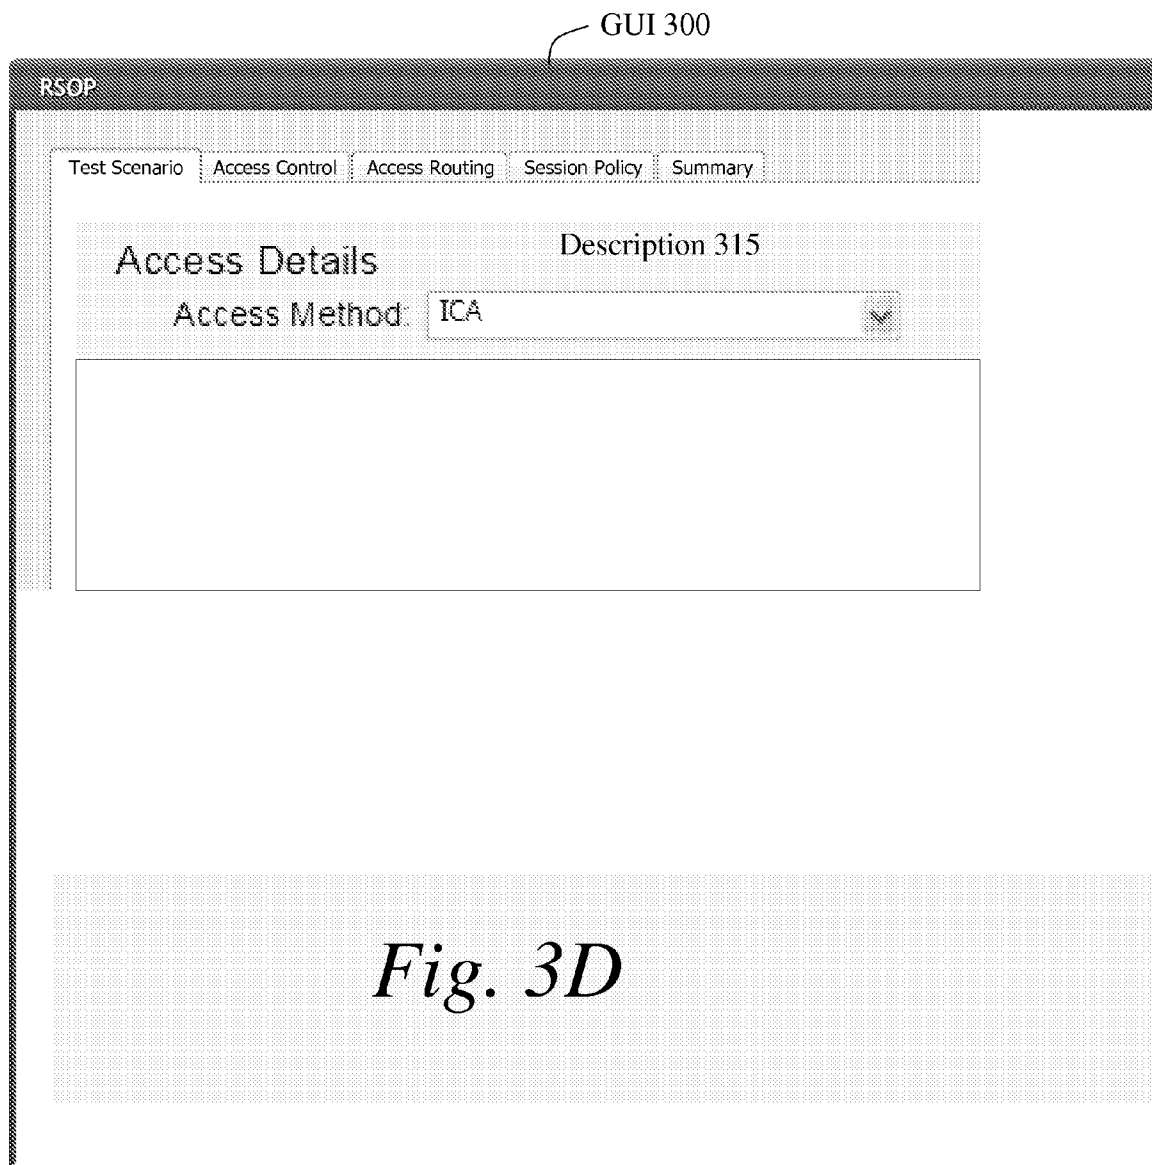 GUI 300
RSOP
Test Scenario Access Control Access Routing Session Policy Summary
Access Details Description 315
Access Method: ICA
Fig. 3D